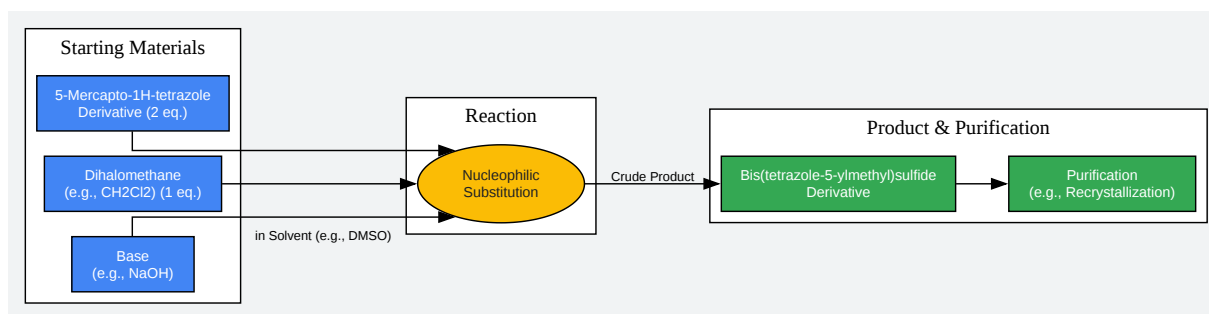 Starting Materials
5-Mercapto-1H-tetrazole
Derivative (2 eq.)
Dihalomethane
(e.g., CH2Cl2) (1 eq.)
Base
(e.g., NaOH)
in Solvent (e.g., DMSO)
Reaction
Nucleophilic
Substitution
Crude Product
Product & Purification
Bis(tetrazole-5-ylmethyl)sulfide
Derivative
Purification
(e.g., Recrystallization)